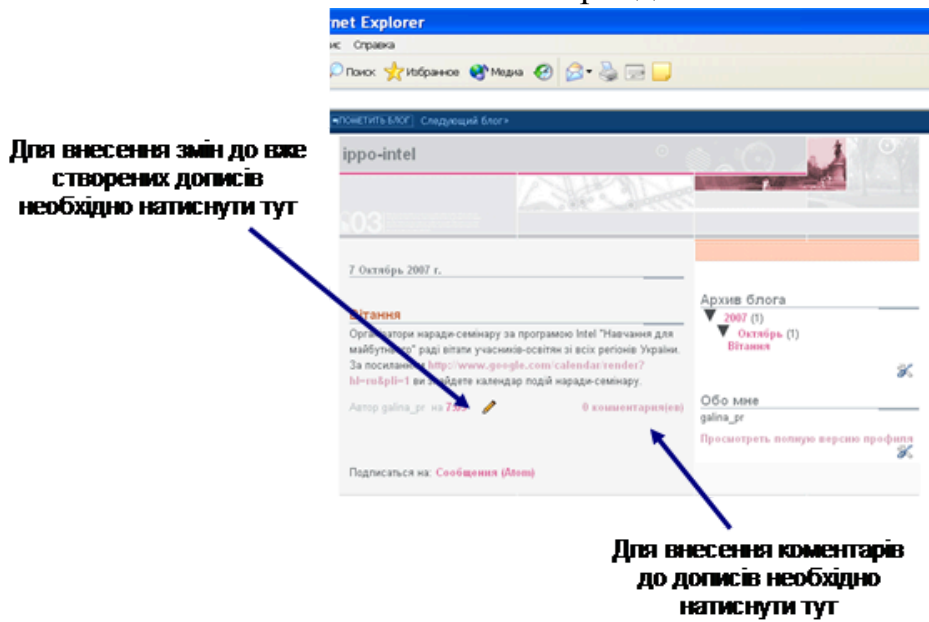 rnet Explorer
ис Справка
Поиск Избранное Медиа
ПОМЕТИТЬ БЛОГ Следующий блог»
Для внесення змін до вже
створених дописів
необхідно натиснути тут
ippo-intel
03
7 Октябрь 2007 г.
Вітання
Організатори наради-семінару за програмою Intel "Навчання для
майбутнього" раді вітати учасників-освітян зі всіх регіонів України.
За посиланням http://www.google.com/calendar/render?
hl=ru&pli=1 ви знайдете календар подій наради-семінару.
Автор galina_pr на 7:03
0 комментария(ев)
Подписаться на: Сообщения (Atom)
Архив блога
▼ 2007 (1)
▼ Октябрь (1)
Вітання
Обо мне
galina_pr
Просмотреть полную версию профиля
Для внесення коментарів
до дописів необхідно
натиснути тут